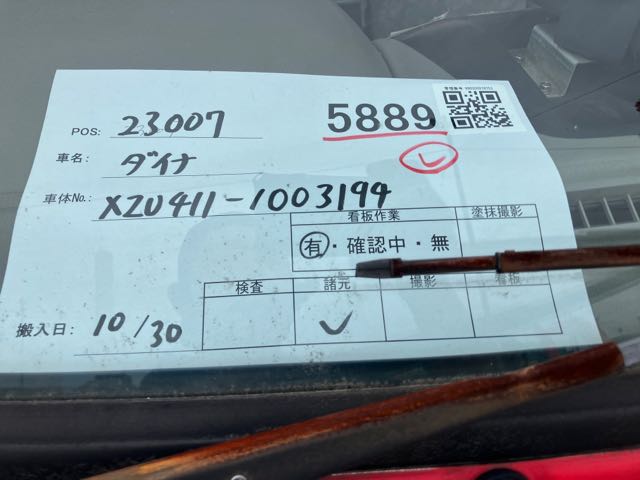 POS: 23007
5889
車名: ダイナ
車体No.: XZU411-1003194
看板作業 塗抹撮影
有・確認中・無
検査 諸元 撮影 看板
搬入日: 10/30